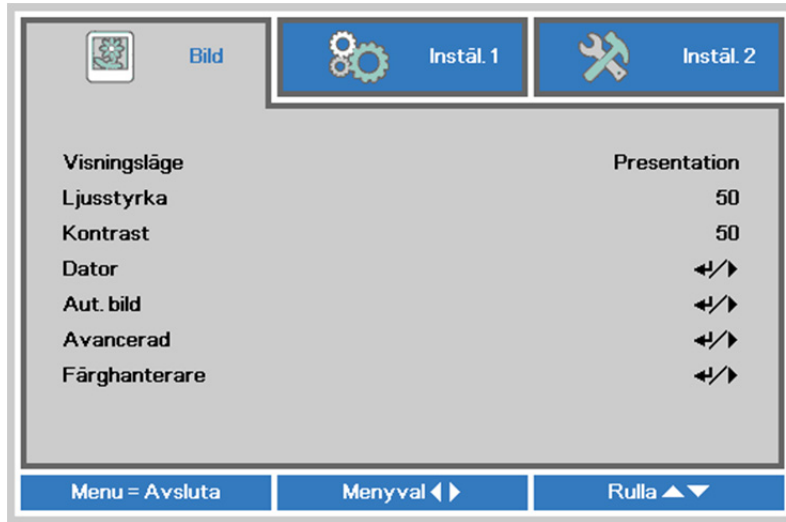 Bild Instäl. 1 Instäl. 2
Visningsläge Presentation
Ljusstyrka 50
Kontrast 50
Dator
Aut. bild
Avancerad
Färghanterare
Menu = Avsluta Menyval Rulla